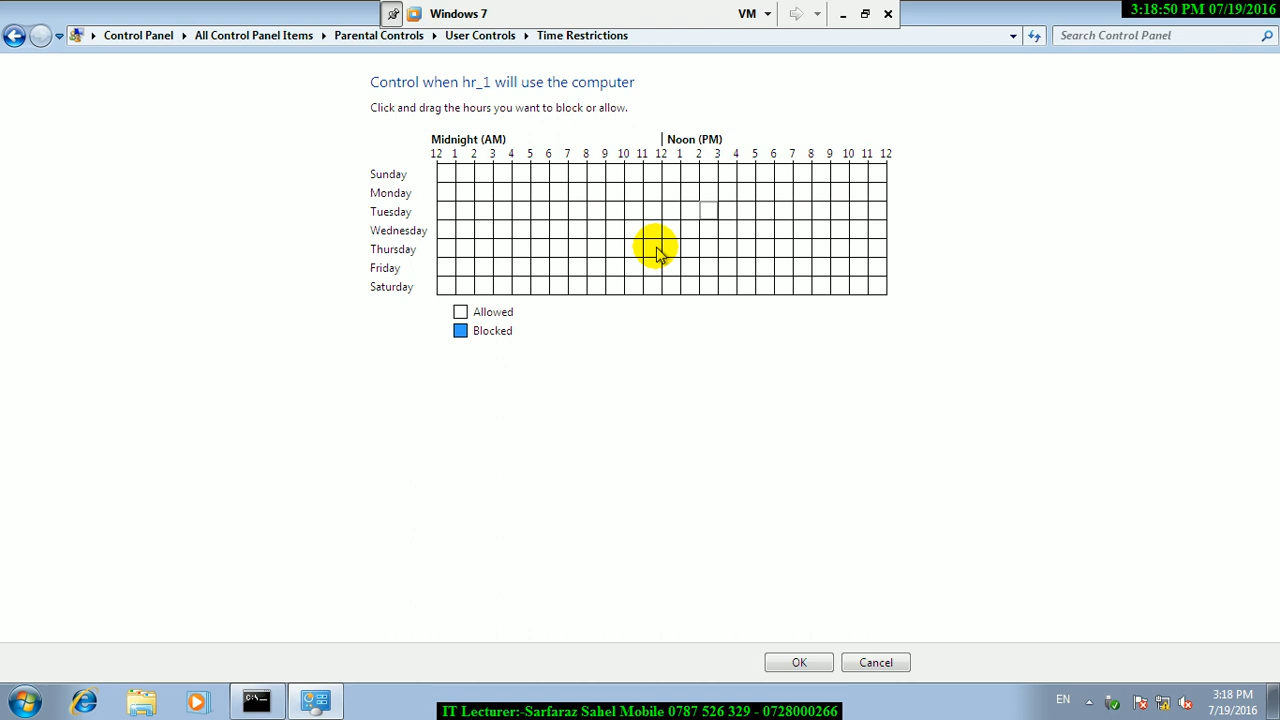 Windows 7
VM
3:18:50 PM 07/19/2016
Control Panel
All Control Panel Items
Parental Controls
User Controls
Time Restrictions
Search Control Panel
Control when hr_1 will use the computer
Click and drag the hours you want to block or allow.
Midnight (AM) Noon (PM)
12 1 2 3 4 5 6 7 8 9 10 11 12 1 2 3 4 5 6 7 8 9 10 11 12
Sunday
Monday
Tuesday
Wednesday
Thursday
Friday
Saturday
Allowed
Blocked
OK
Cancel
C:\_
EN
3:18 PM
7/19/2016
IT Lecturer:-Sarfaraz Sahel Mobile 0787 526 329 - 0728000266